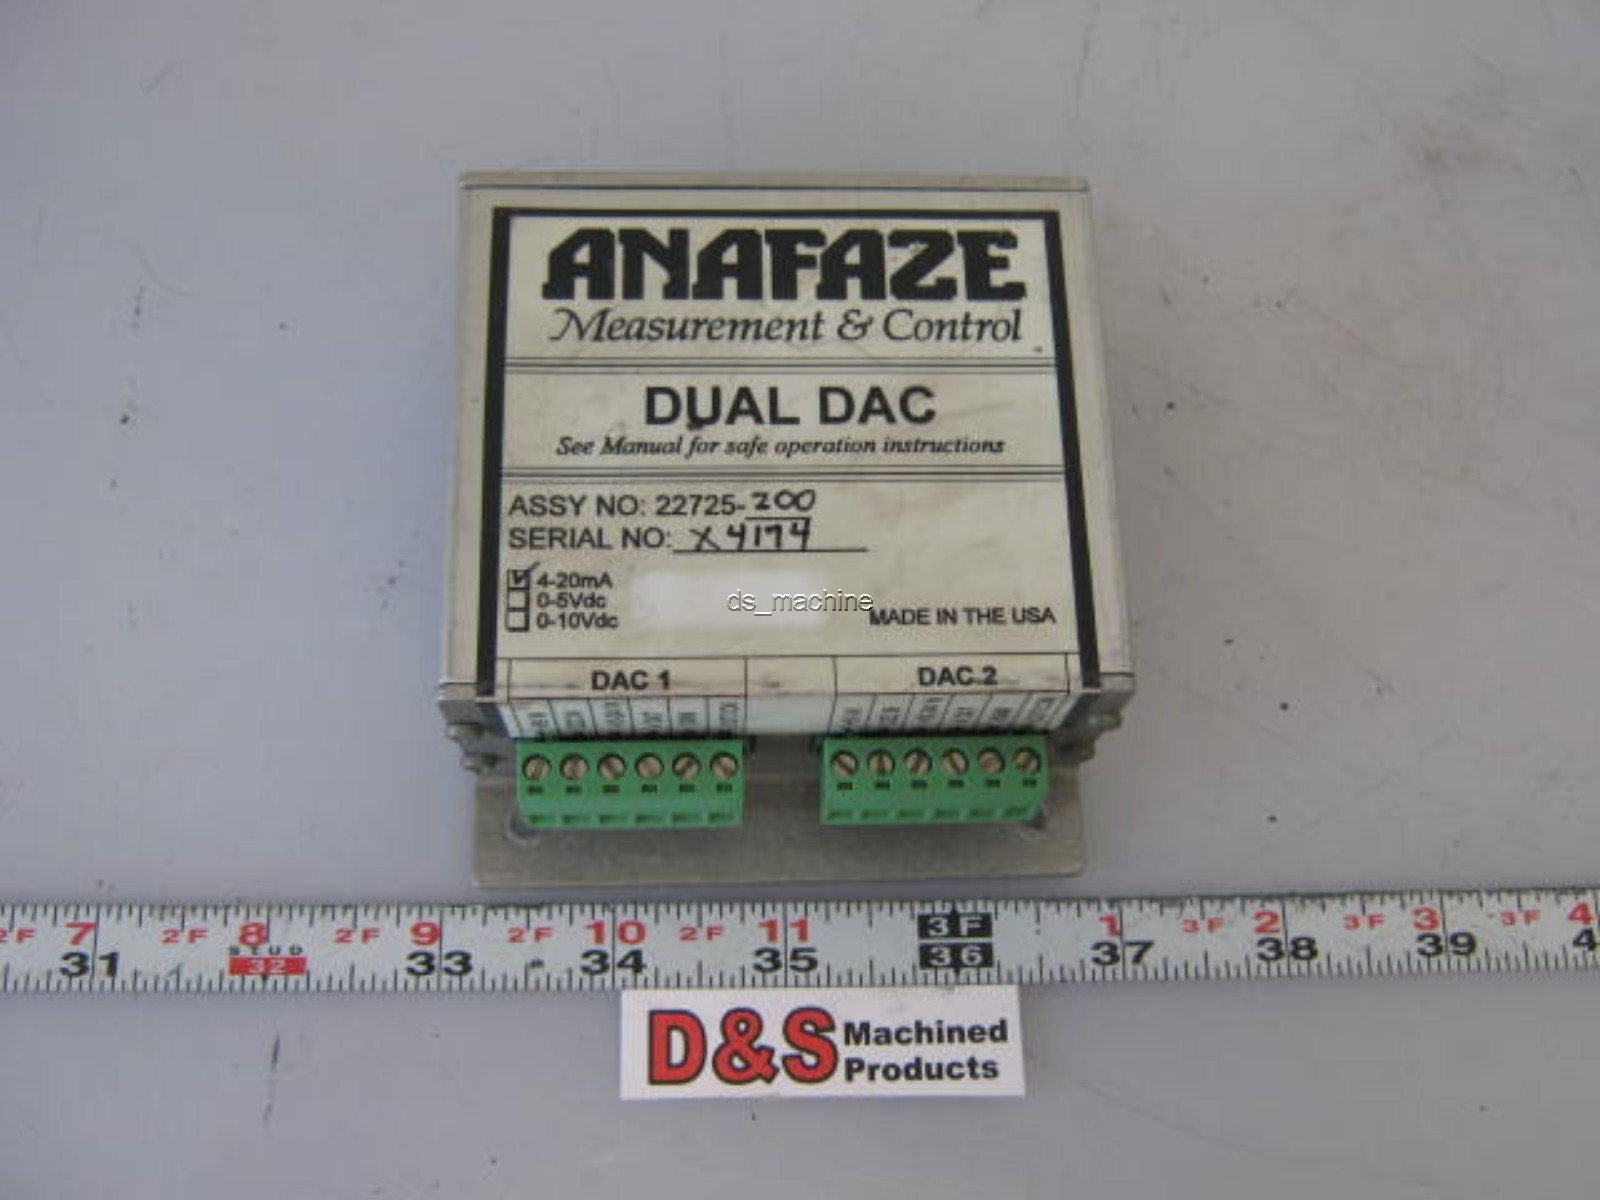 ANAFAZE
Measurement & Control
DUAL DAC
See Manual for safe operation instructions
ASSY NO: 22725-200
SERIAL NO: X4174
4-20mA
0-5Vdc
0-10Vdc
ds_machine
MADE IN THE USA
DAC 1
DAC 2
2F 7 2F 8 2F 9 2F 10 2F 11 3F 1 3F 2 3F 3 3F 4
STUD
31 32 33 34 35 36 37 38 39 4
D&S Machined
Products